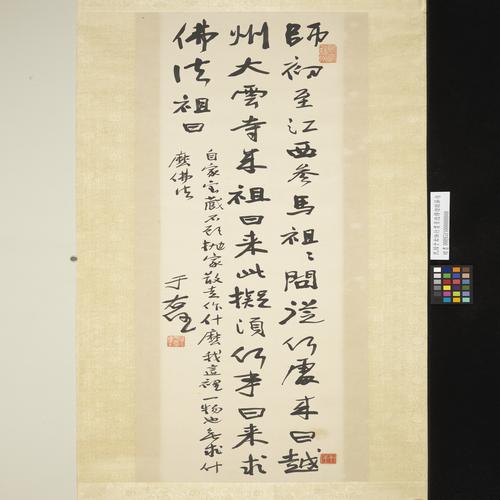 師初至江西參馬祖祖問從何處來曰越
州大雲寺來祖曰來此擬須何事曰來求
佛法祖曰
自家寶藏不顧拋家散走作什麼我這裡一物也無求什
麼佛法
于右任